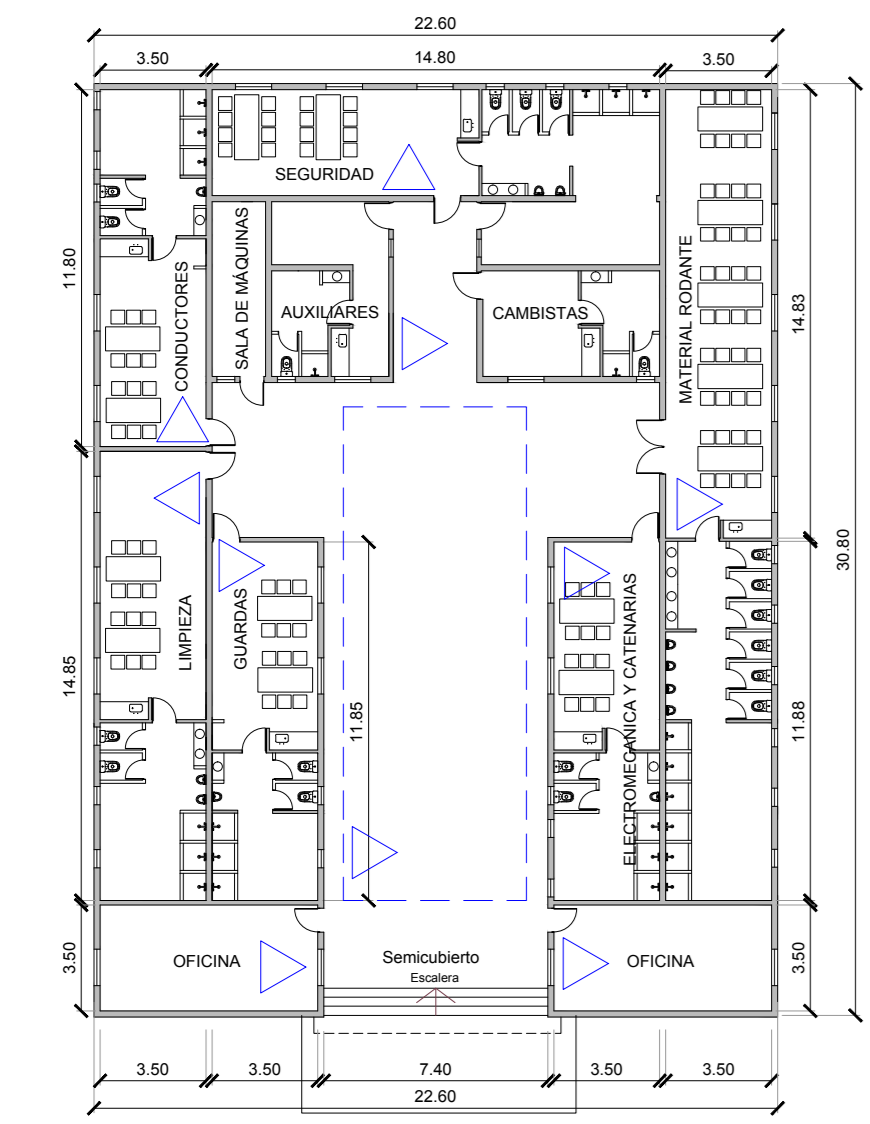 22.60
3.50
14.80
3.50
SEGURIDAD
SALA DE MÁQUINAS
CONDUCTORES
AUXILIARES
CAMBISTAS
MATERIAL RODANTE
11.80
14.83
30.80
LIMPIEZA
GUARDAS
ELECTROMECANICA Y CATENARIAS
14.85
11.85
11.88
OFICINA
Semicubierto
Escalera
OFICINA
3.50
3.50
3.50
3.50
7.40
3.50
3.50
22.60